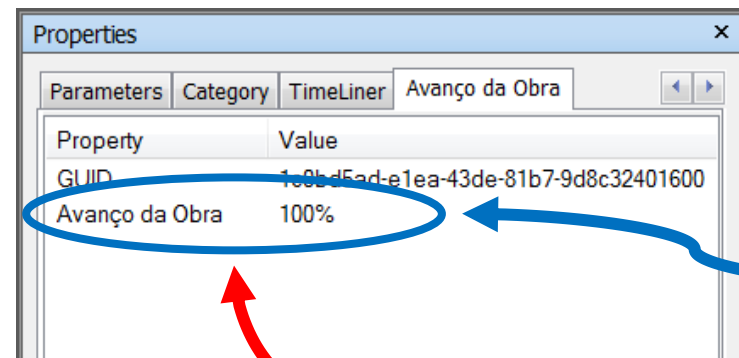 Properties
Parameters Category TimeLiner Avanço da Obra
Property Value
GUID 1c0bd5ad-e1ea-43de-81b7-9d8c32401600
Avanço da Obra 100%